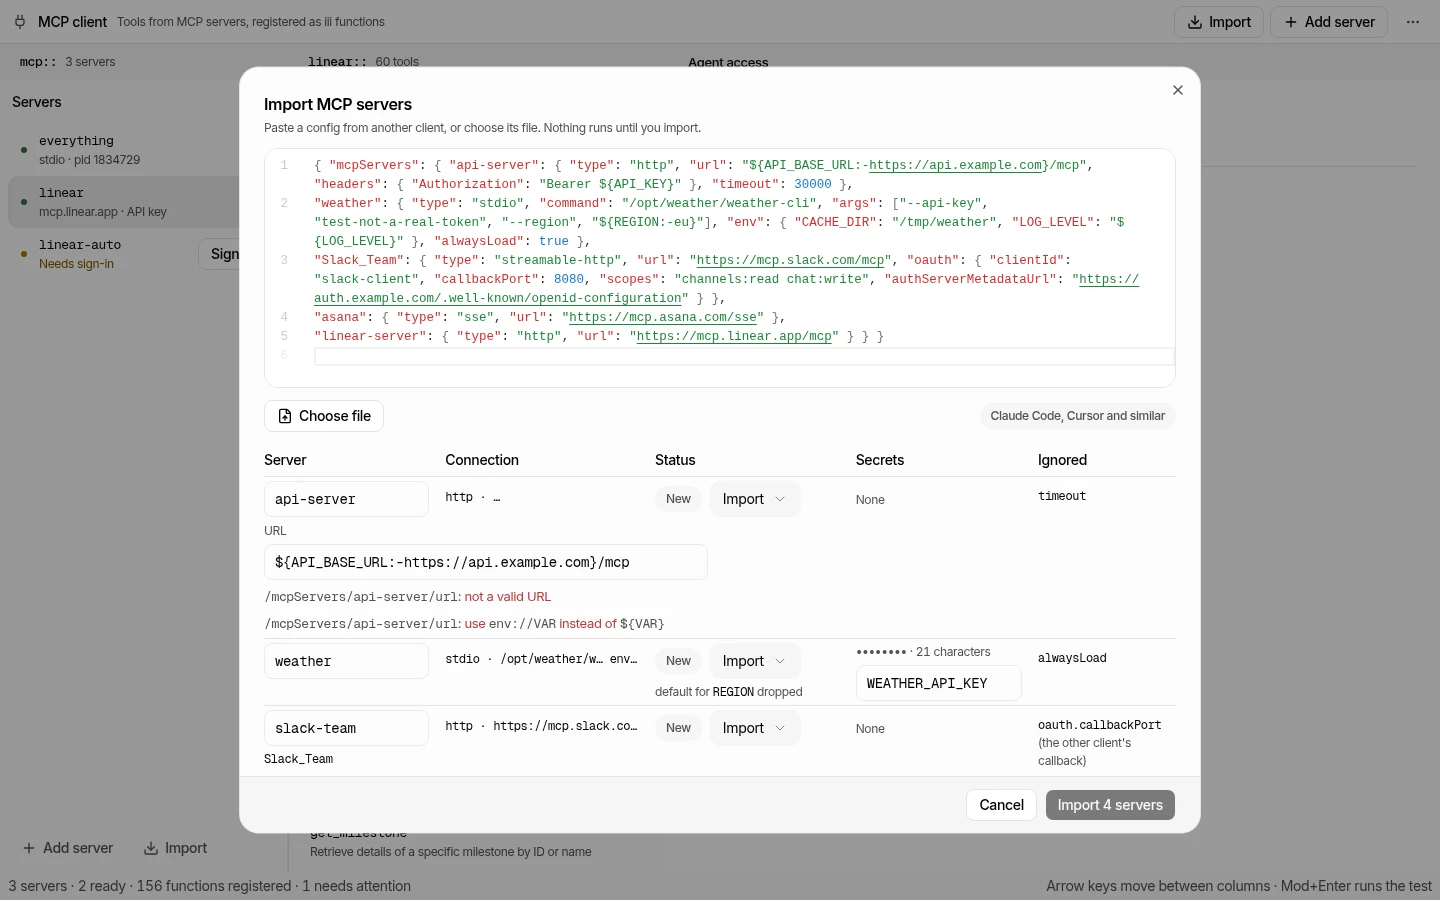 MCP client Tools from MCP servers, registered as iii functions
Import
Add server
mcp:: 3 servers
linear:: 60 tools
Agent access
Servers
everything
stdio · pid 1834729
linear
mcp.linear.app · API key
linear-auto
Needs sign-in
Sign
Import MCP servers
Paste a config from another client, or choose its file. Nothing runs until you import.
1 { "mcpServers": { "api-server": { "type": "http", "url": "${API_BASE_URL:-https://api.example.com}/mcp",
"headers": { "Authorization": "Bearer ${API_KEY}" }, "timeout": 30000 },
2 "weather": { "type": "stdio", "command": "/opt/weather/weather-cli", "args": ["--api-key",
"test-not-a-real-token", "--region", "${REGION:-eu}"], "env": { "CACHE_DIR": "/tmp/weather", "LOG_LEVEL": "$
{LOG_LEVEL}" }, "alwaysLoad": true },
3 "Slack_Team": { "type": "streamable-http", "url": "https://mcp.slack.com/mcp", "oauth": { "clientId":
"slack-client", "callbackPort": 8080, "scopes": "channels:read chat:write", "authServerMetadataUrl": "https://
auth.example.com/.well-known/openid-configuration" } },
4 "asana": { "type": "sse", "url": "https://mcp.asana.com/sse" },
5 "linear-server": { "type": "http", "url": "https://mcp.linear.app/mcp" } } }
6
Choose file
Claude Code, Cursor and similar
Server Connection Status Secrets Ignored
api-server http · … New Import None timeout
URL
${API_BASE_URL:-https://api.example.com}/mcp
/mcpServers/api-server/url: not a valid URL
/mcpServers/api-server/url: use env://VAR instead of ${VAR}
weather stdio · /opt/weather/w… env… New Import •••••••• · 21 characters alwaysLoad
default for REGION dropped
WEATHER_API_KEY
slack-team http · https://mcp.slack.co… New Import None oauth.callbackPort
(the other client's
callback)
Slack_Team
Cancel
Import 4 servers
get_milestone
Retrieve details of a specific milestone by ID or name
Add server
Import
3 servers · 2 ready · 156 functions registered · 1 needs attention
Arrow keys move between columns · Mod+Enter runs the test